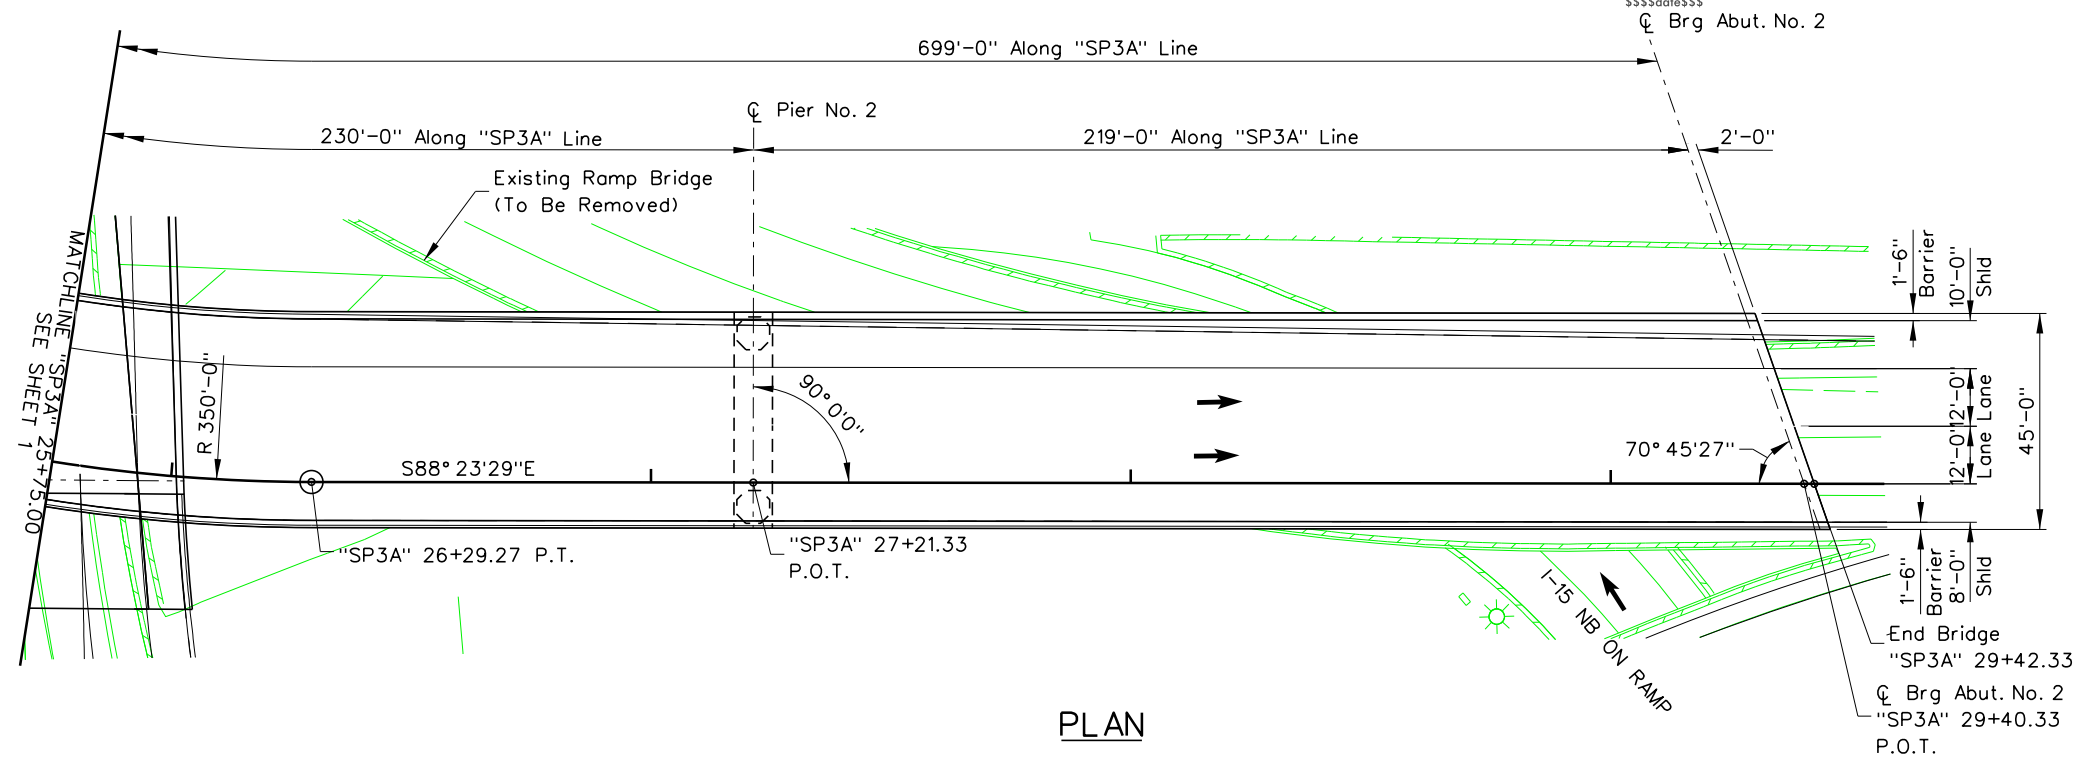 $$$$date$$$
℄ Brg Abut. No. 2
699'-0" Along "SP3A" Line
℄ Pier No. 2
230'-0" Along "SP3A" Line
219'-0" Along "SP3A" Line
2'-0"
Existing Ramp Bridge
(To Be Removed)
MATCHLINE "SP3A" 25+75.00
SEE SHEET 1
R 350'-0"
S88° 23'29"E
90° 0'0"
70° 45'27"
1'-6"
Barrier
10'-0"
Shld
12'-0"
Lane
12'-0"
Lane
45'-0"
1'-6"
Barrier
8'-0"
Shld
"SP3A" 26+29.27 P.T.
"SP3A" 27+21.33
P.O.T.
I-15 NB ON RAMP
End Bridge
"SP3A" 29+42.33
℄ Brg Abut. No. 2
"SP3A" 29+40.33
P.O.T.
PLAN